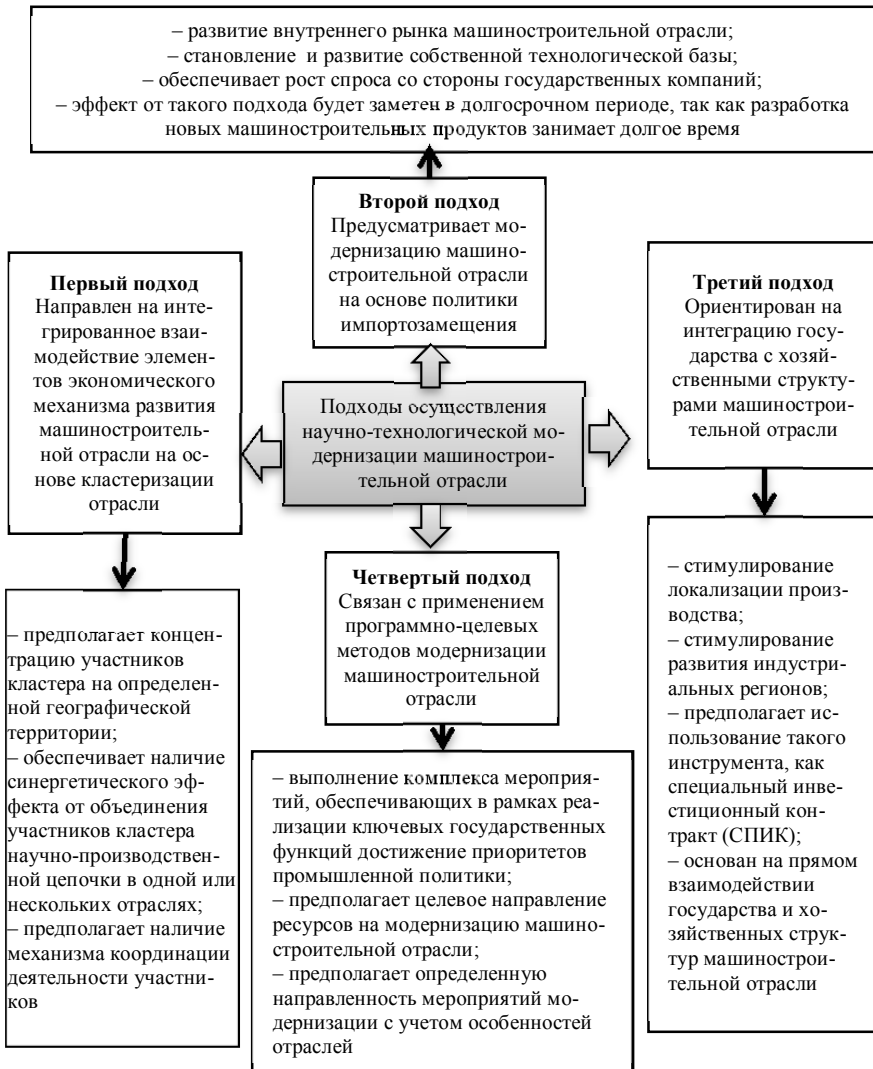 – развитие внутреннего рынка машиностроительной отрасли;
– становление и развитие собственной технологической базы;
– обеспечивает рост спроса со стороны государственных компаний;
– эффект от такого подхода будет заметен в долгосрочном периоде, так как разработка
новых машиностроительных продуктов занимает долгое время
Второй подход
Предусматривает мо-
дернизацию машино-
строительной отрасли
на основе политики
импортозамещения
Первый подход
Направлен на инте-
грированное взаи-
модействие элемен-
тов экономического
механизма развития
машиностроитель-
ной отрасли на ос-
нове кластеризации
отрасли
Третий подход
Ориентирован на
интеграцию госу-
дарства с хозяй-
ственными структу-
рами машинострои-
тельной отрасли
Подходы осуществления
научно-технологической мо-
дернизации машинострои-
тельной отрасли
Четвертый подход
Связан с применением
программно-целевых
методов модернизации
машиностроительной
отрасли
– предполагает концен-
трацию участников
кластера на определен-
ной географической
территории;
– обеспечивает наличие
синергетического эф-
фекта от объединения
участников кластера
научно-производствен-
ной цепочки в одной или
нескольких отраслях;
– предполагает наличие
механизма координации
деятельности участни-
ков
– выполнение комплекса мероприя-
тий, обеспечивающих в рамках реа-
лизации ключевых государственных
функций достижение приоритетов
промышленной политики;
– предполагает целевое направление
ресурсов на модернизацию машино-
строительной отрасли;
– предполагает определенную
направленность мероприятий мо-
дернизации с учетом особенностей
отраслей
– стимулирование
локализации произ-
водства;
– стимулирование
развития индустри-
альных регионов;
– предполагает ис-
пользование такого
инструмента, как
специальный инве-
стиционный кон-
тракт (СПИК);
– основан на прямом
взаимодействии
государства и хо-
зяйственных струк-
тур машинострои-
тельной отрасли